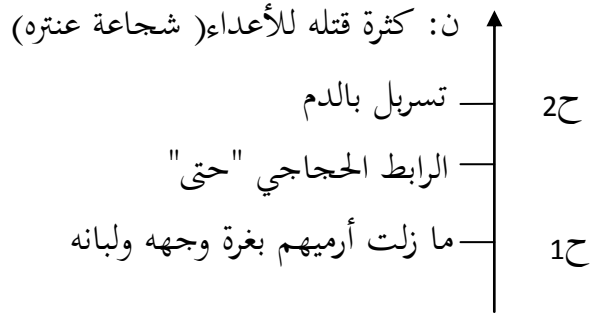 ن: كثرة قتله للأعداء( شجاعة عنتره)
ح2 تسربل بالدم
الرابط الحجاجي "حتى"
ح1 ما زلت أرميهم بغرة وجهه ولبانه